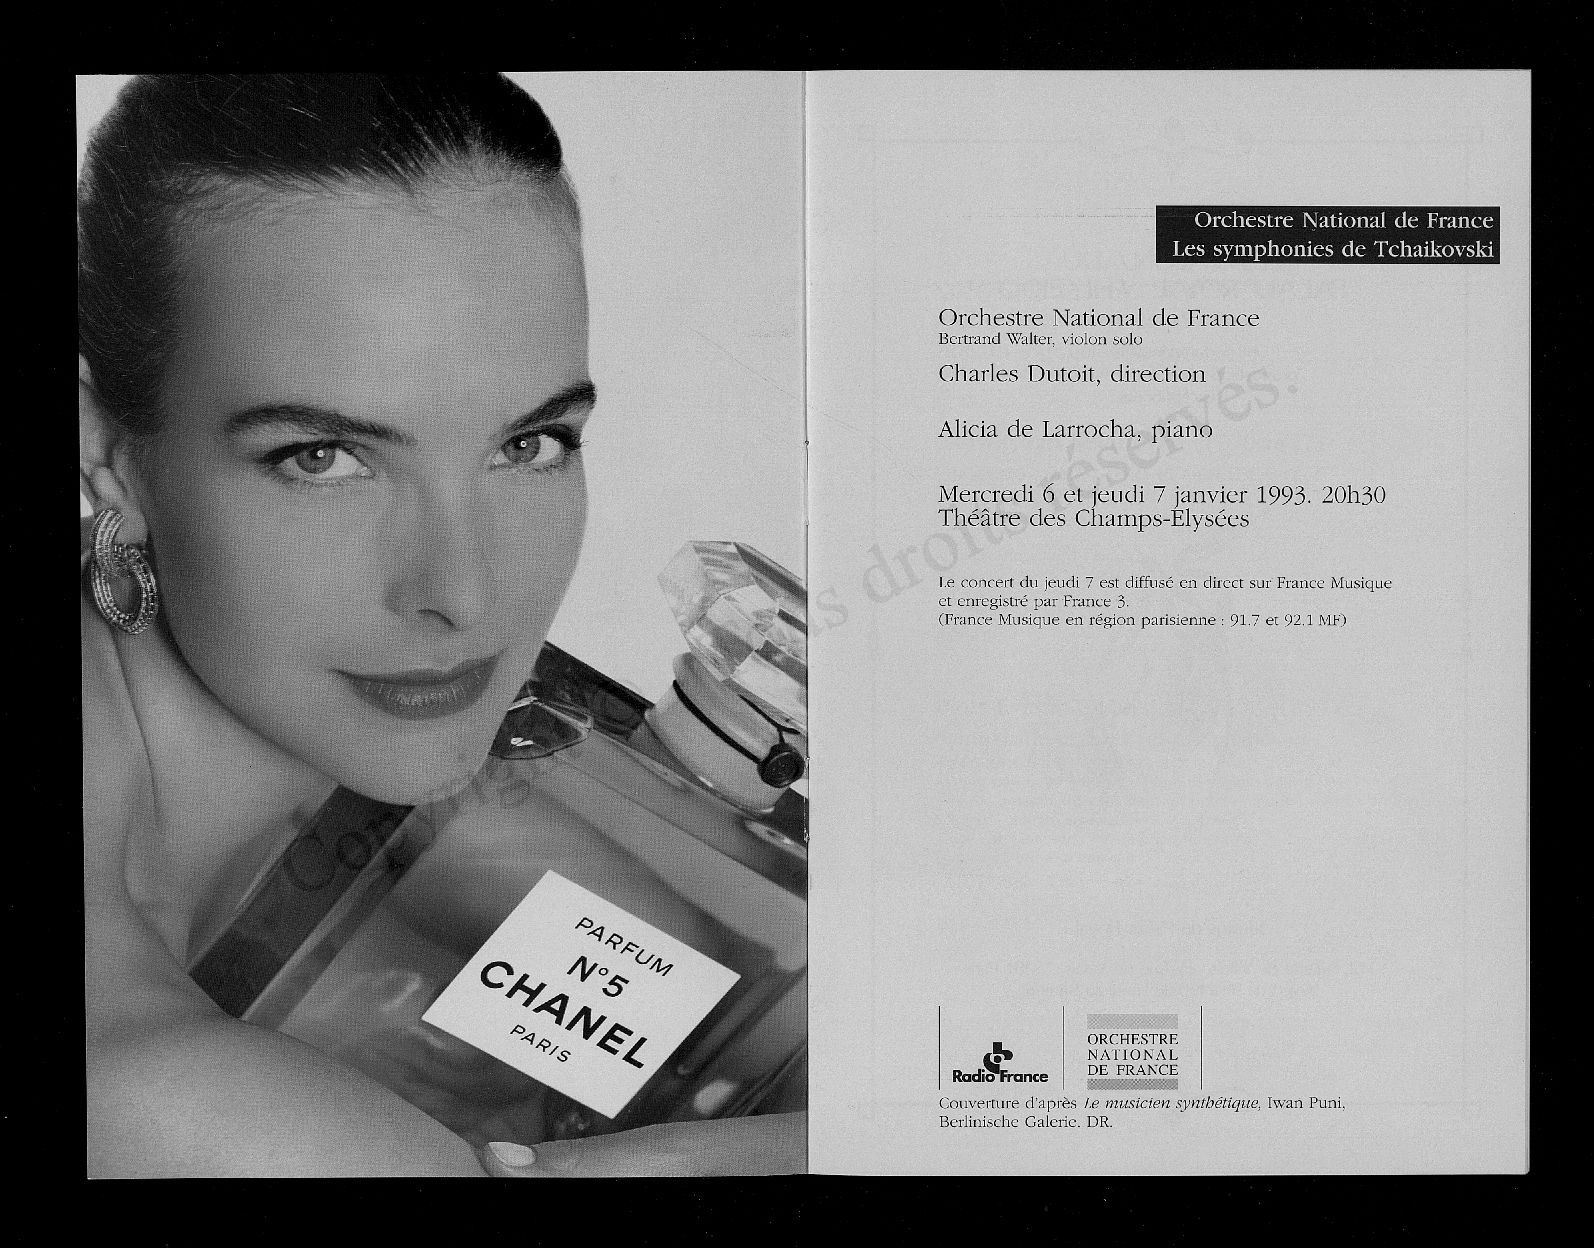 PARFUM
N°5
CHANEL
PARIS
Orchestre National de France
Les symphonies de Tchaikovski
Orchestre National de France
Bertrand Walter, violon solo
Charles Dutoit, direction
Alicia de Larrocha, piano
Mercredi 6 et jeudi 7 janvier 1993. 20h30
Théâtre des Champs-Elysées
Le concert du jeudi 7 est diffusé en direct sur France Musique
et enregistré par France 3.
(France Musique en région parisienne : 91.7 et 92.1 MF)
Radio France
ORCHESTRE
NATIONAL
DE FRANCE
Couverture d'après Le musicien synthétique, Iwan Puni,
Berlinische Galerie. DR.
droits réservés.